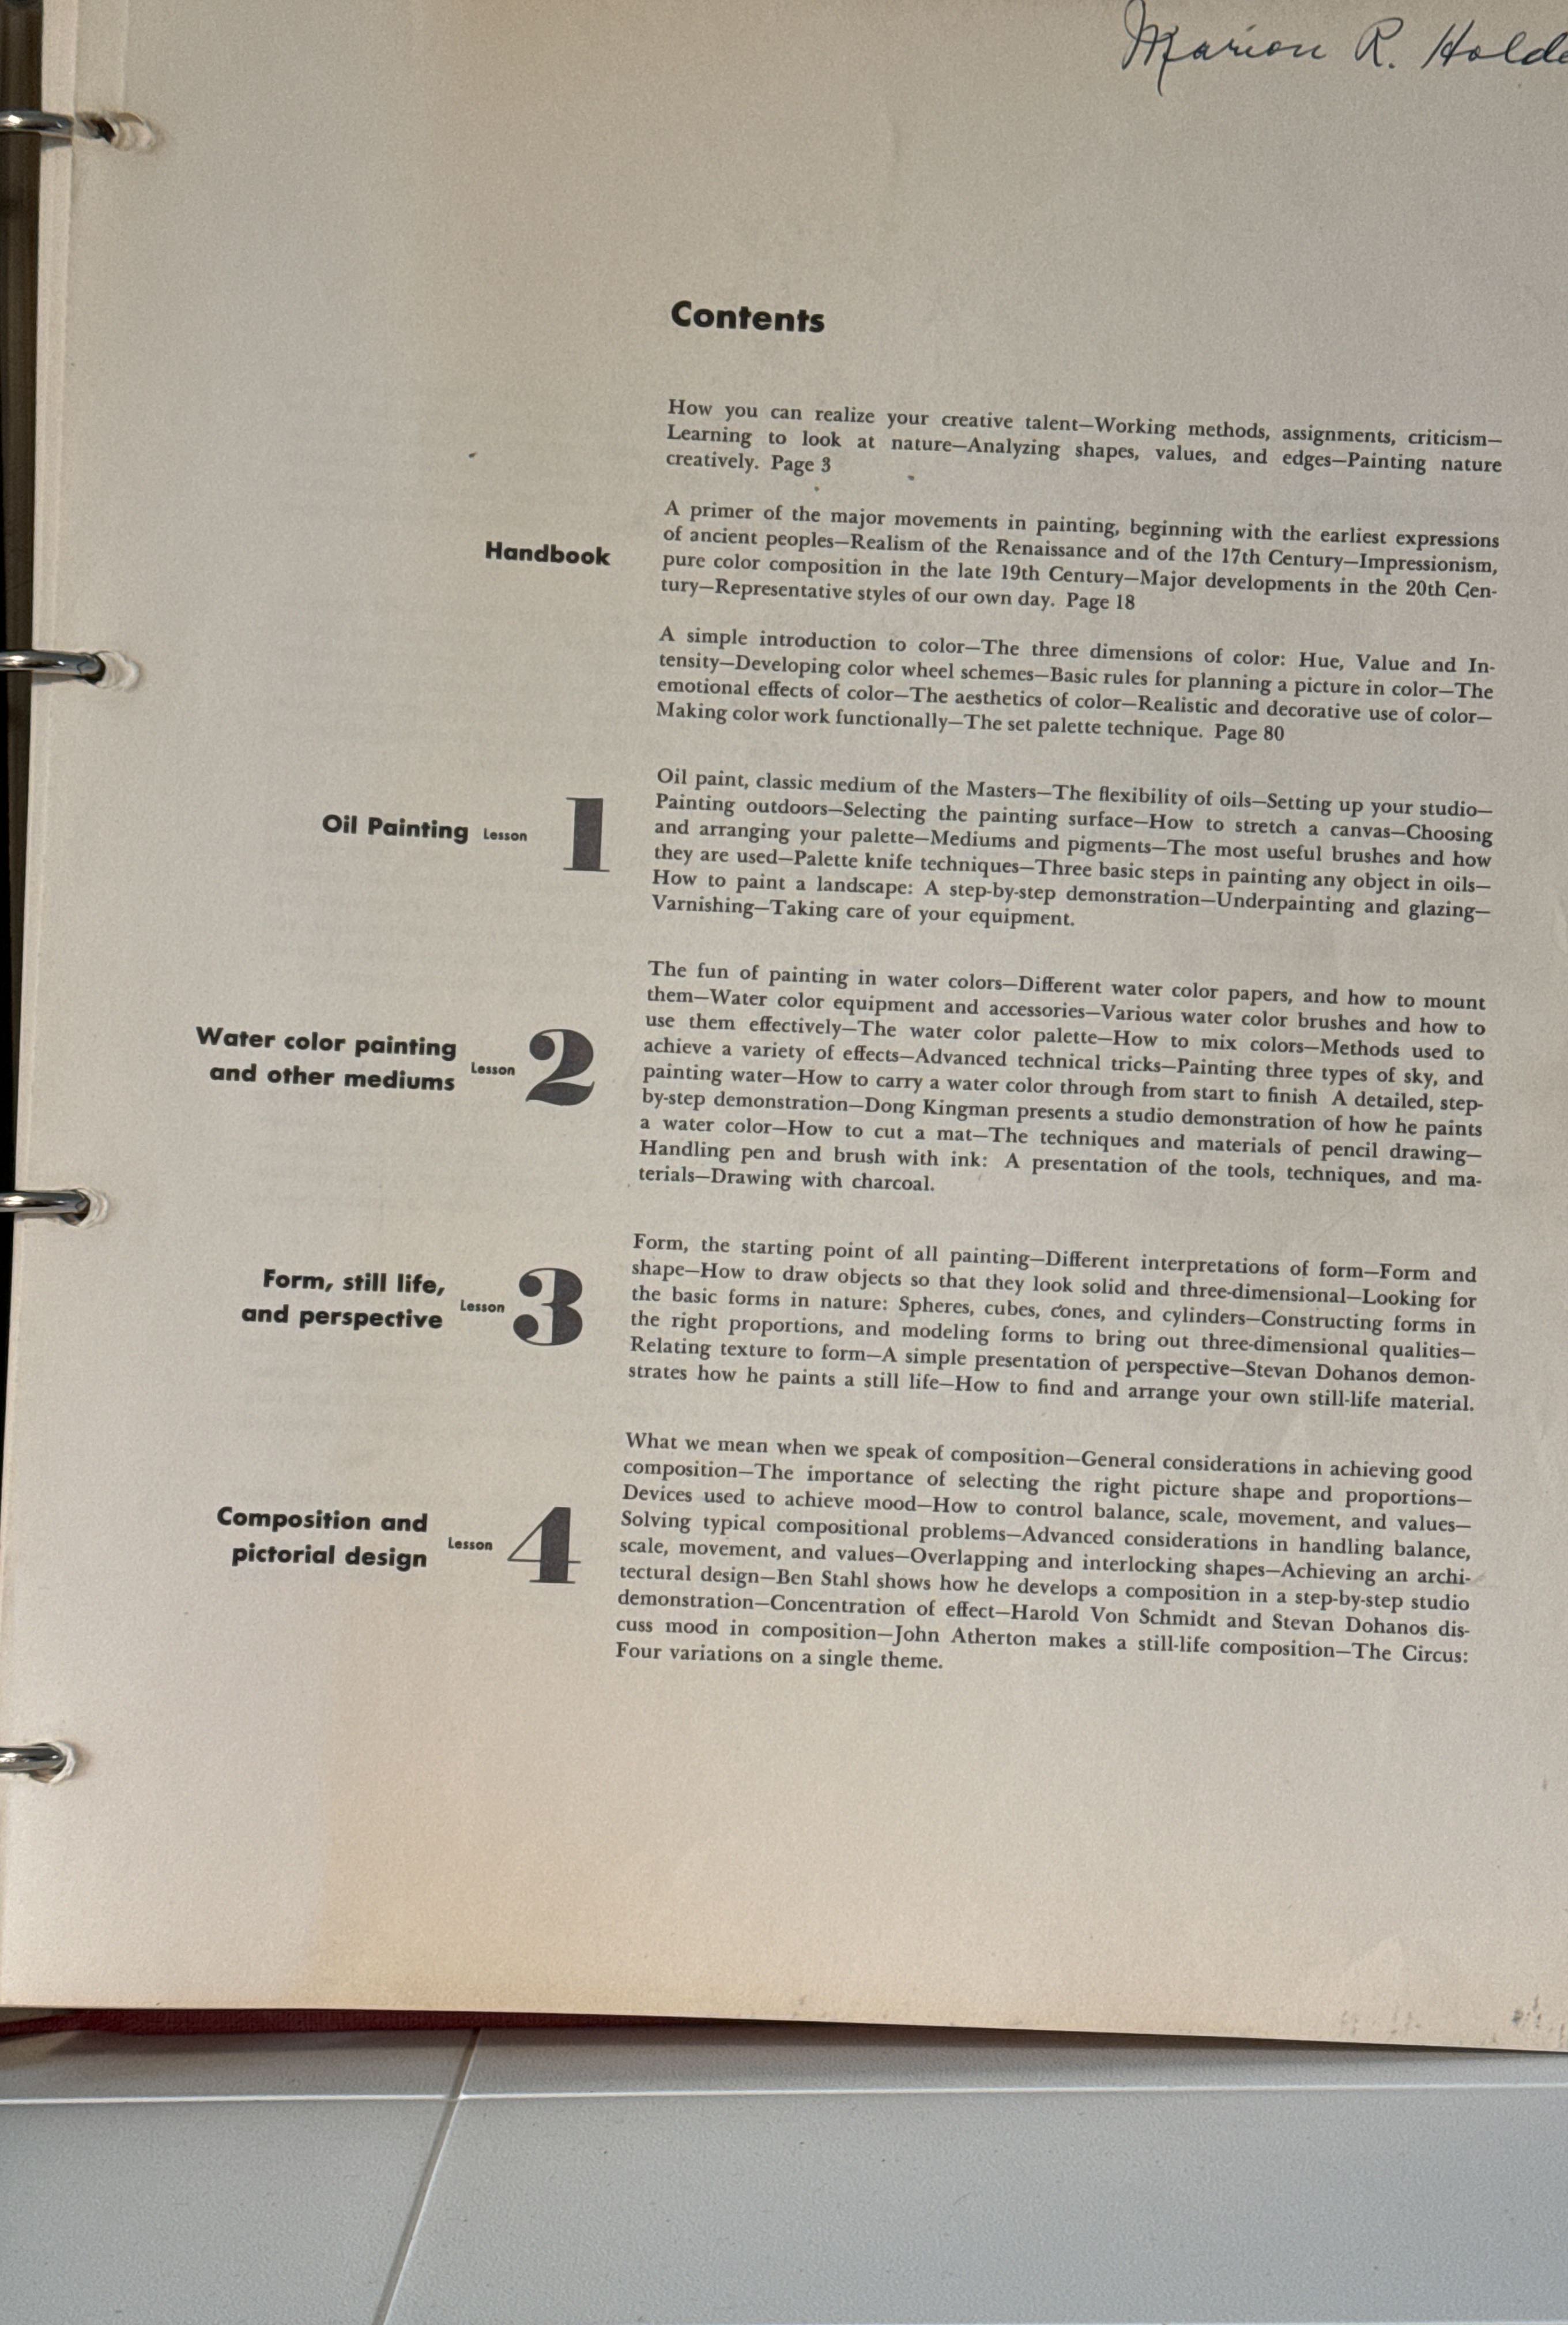 Marion R. Holde
Contents
How you can realize your creative talent—Working methods, assignments, criticism—
Learning to look at nature—Analyzing shapes, values, and edges—Painting nature
creatively. Page 3
Handbook
A primer of the major movements in painting, beginning with the earliest expressions
of ancient peoples—Realism of the Renaissance and of the 17th Century—Impressionism,
pure color composition in the late 19th Century—Major developments in the 20th Cen-
tury—Representative styles of our own day. Page 18
A simple introduction to color—The three dimensions of color: Hue, Value and In-
tensity—Developing color wheel schemes—Basic rules for planning a picture in color—The
emotional effects of color—The aesthetics of color—Realistic and decorative use of color—
Making color work functionally—The set palette technique. Page 80
Oil Painting Lesson 1
Oil paint, classic medium of the Masters—The flexibility of oils—Setting up your studio—
Painting outdoors—Selecting the painting surface—How to stretch a canvas—Choosing
and arranging your palette—Mediums and pigments—The most useful brushes and how
they are used—Palette knife techniques—Three basic steps in painting any object in oils—
How to paint a landscape: A step-by-step demonstration—Underpainting and glazing—
Varnishing—Taking care of your equipment.
Water color painting
and other mediums Lesson 2
The fun of painting in water colors—Different water color papers, and how to mount
them—Water color equipment and accessories—Various water color brushes and how to
use them effectively—The water color palette—How to mix colors—Methods used to
achieve a variety of effects—Advanced technical tricks—Painting three types of sky, and
painting water—How to carry a water color through from start to finish A detailed, step-
by-step demonstration—Dong Kingman presents a studio demonstration of how he paints
a water color—How to cut a mat—The techniques and materials of pencil drawing—
Handling pen and brush with ink: A presentation of the tools, techniques, and ma-
terials—Drawing with charcoal.
Form, still life,
and perspective Lesson 3
Form, the starting point of all painting—Different interpretations of form—Form and
shape—How to draw objects so that they look solid and three-dimensional—Looking for
the basic forms in nature: Spheres, cubes, cones, and cylinders—Constructing forms in
the right proportions, and modeling forms to bring out three-dimensional qualities—
Relating texture to form—A simple presentation of perspective—Stevan Dohanos demon-
strates how he paints a still life—How to find and arrange your own still-life material.
Composition and
pictorial design Lesson 4
What we mean when we speak of composition—General considerations in achieving good
composition—The importance of selecting the right picture shape and proportions—
Devices used to achieve mood—How to control balance, scale, movement, and values—
Solving typical compositional problems—Advanced considerations in handling balance,
scale, movement, and values—Overlapping and interlocking shapes—Achieving an archi-
tectural design—Ben Stahl shows how he develops a composition in a step-by-step studio
demonstration—Concentration of effect—Harold Von Schmidt and Stevan Dohanos dis-
cuss mood in composition—John Atherton makes a still-life composition—The Circus:
Four variations on a single theme.